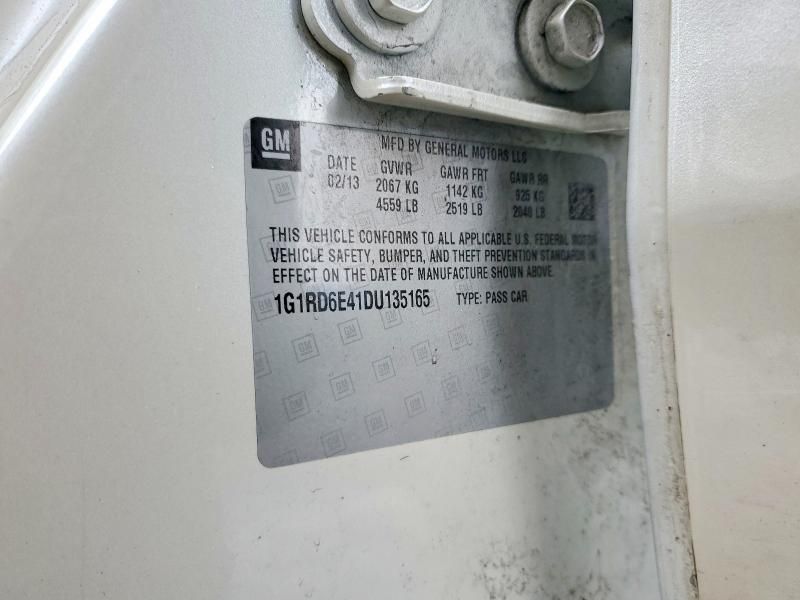 GM
MFD BY GENERAL MOTORS LLC
DATE GVWR GAWR FRT GAWR RR
02/13 2067 KG 1142 KG 925 KG
4559 LB 2519 LB 2040 LB
THIS VEHICLE CONFORMS TO ALL APPLICABLE U.S. FEDERAL MOTOR
VEHICLE SAFETY, BUMPER, AND THEFT PREVENTION STANDARDS IN
EFFECT ON THE DATE OF MANUFACTURE SHOWN ABOVE.
1G1RD6E41DU135165 TYPE: PASS CAR